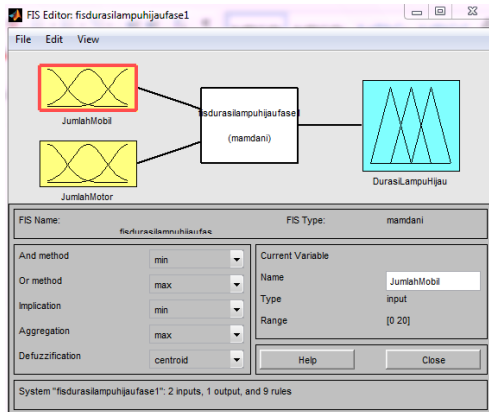 FIS Editor: fisdurasilampuhijaufase1
File Edit View
JumlahMobil
JumlahMotor
fisdurasilampuhijaufase1
(mamdani)
DurasiLampuHijau
FIS Name:
fisdurasilampuhijaufas
FIS Type:
mamdani
And method
min
Or method
max
Implication
min
Aggregation
max
Defuzzification
centroid
Current Variable
Name
JumlahMobil
Type
input
Range
[0 20]
Help
Close
System "fisdurasilampuhijaufase1": 2 inputs, 1 output, and 9 rules